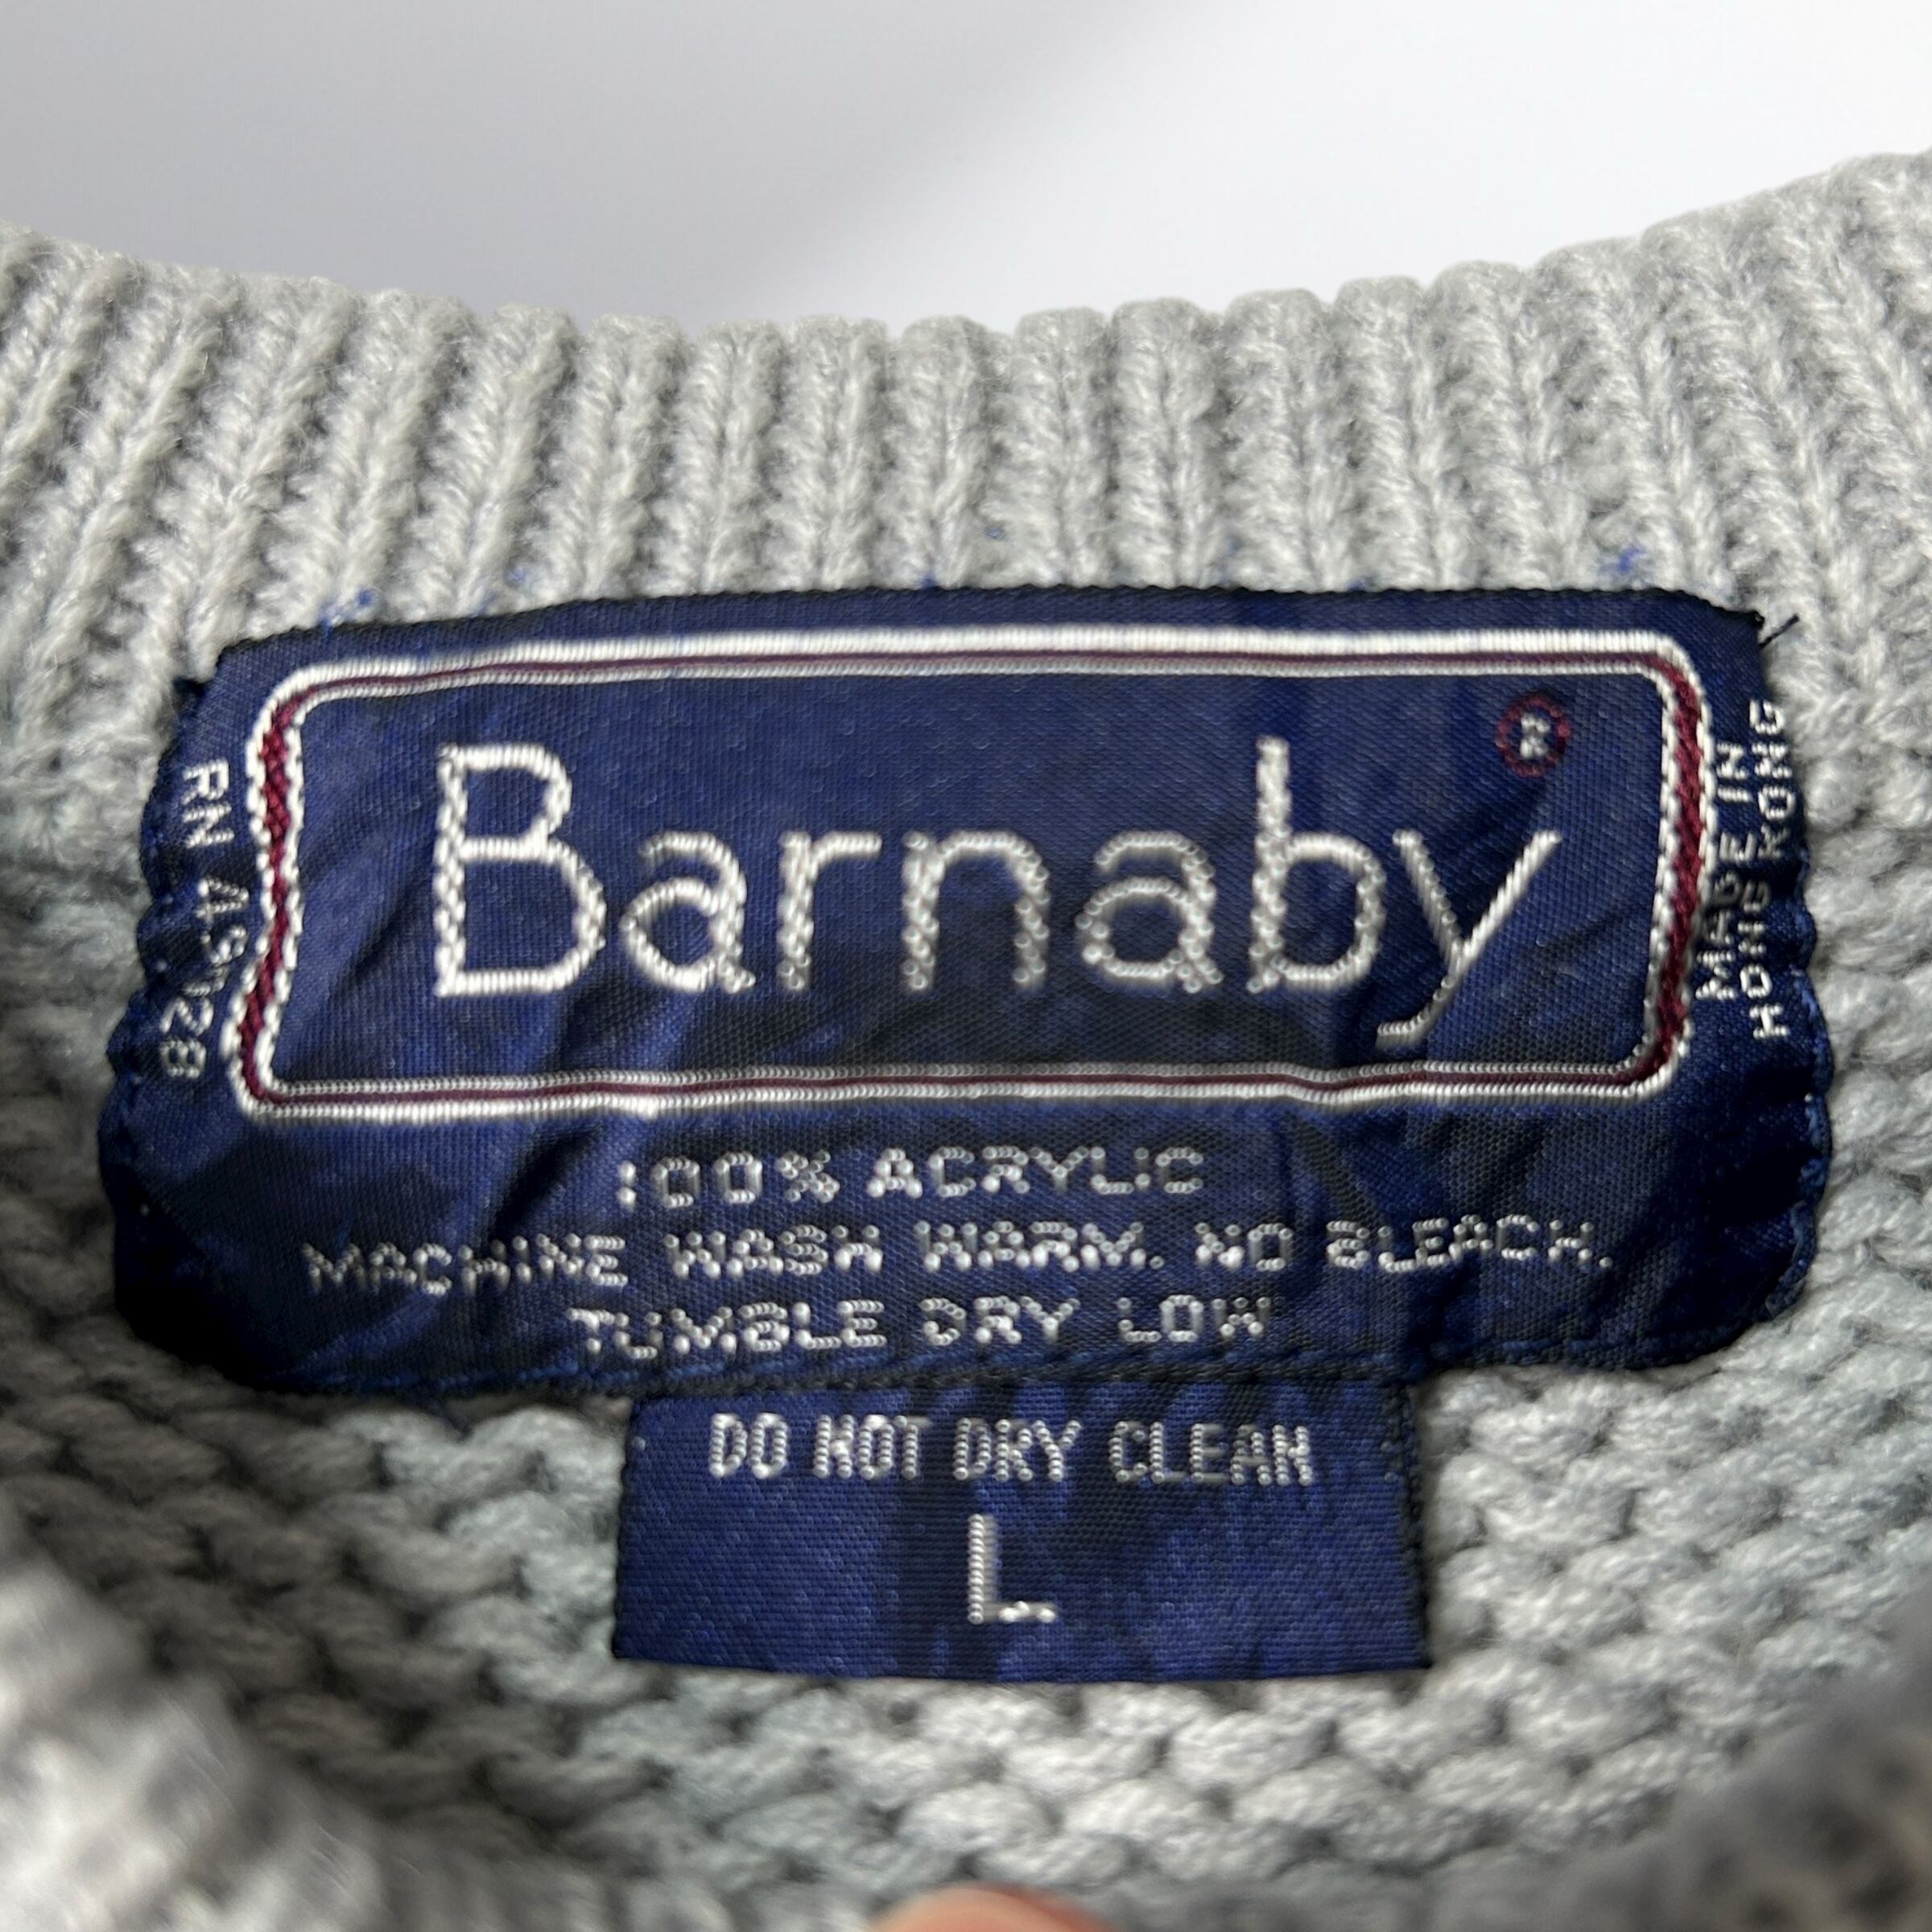 Barnaby
®
RN
MADE IN
HONG KONG
100% ACRYLIC
MACHINE WASH WARM. NO BLEACH.
TUMBLE DRY LOW
DO NOT DRY CLEAN
L